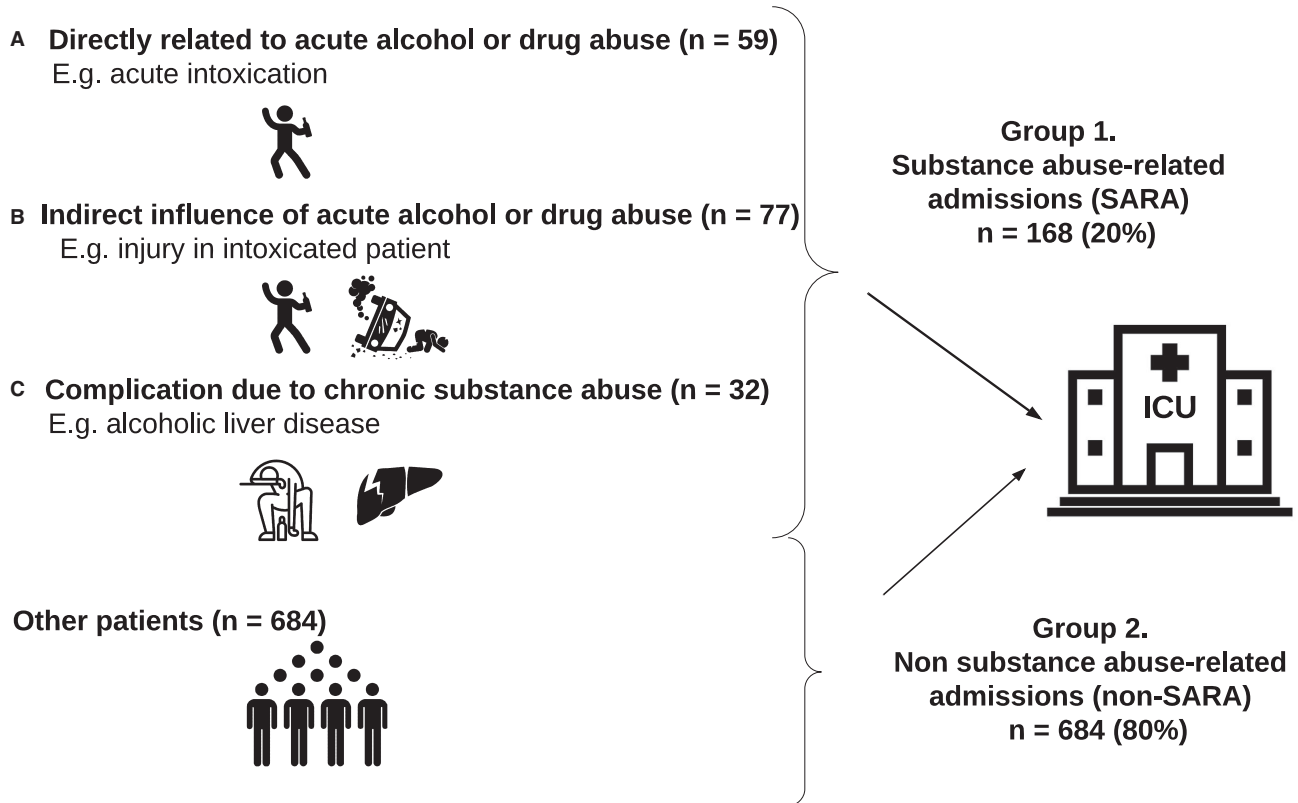 A Directly related to acute alcohol or drug abuse (n = 59)
E.g. acute intoxication
B Indirect influence of acute alcohol or drug abuse (n = 77)
E.g. injury in intoxicated patient
C Complication due to chronic substance abuse (n = 32)
E.g. alcoholic liver disease
Other patients (n = 684)
Group 1.
Substance abuse-related
admissions (SARA)
n = 168 (20%)
ICU
Group 2.
Non substance abuse-related
admissions (non-SARA)
n = 684 (80%)